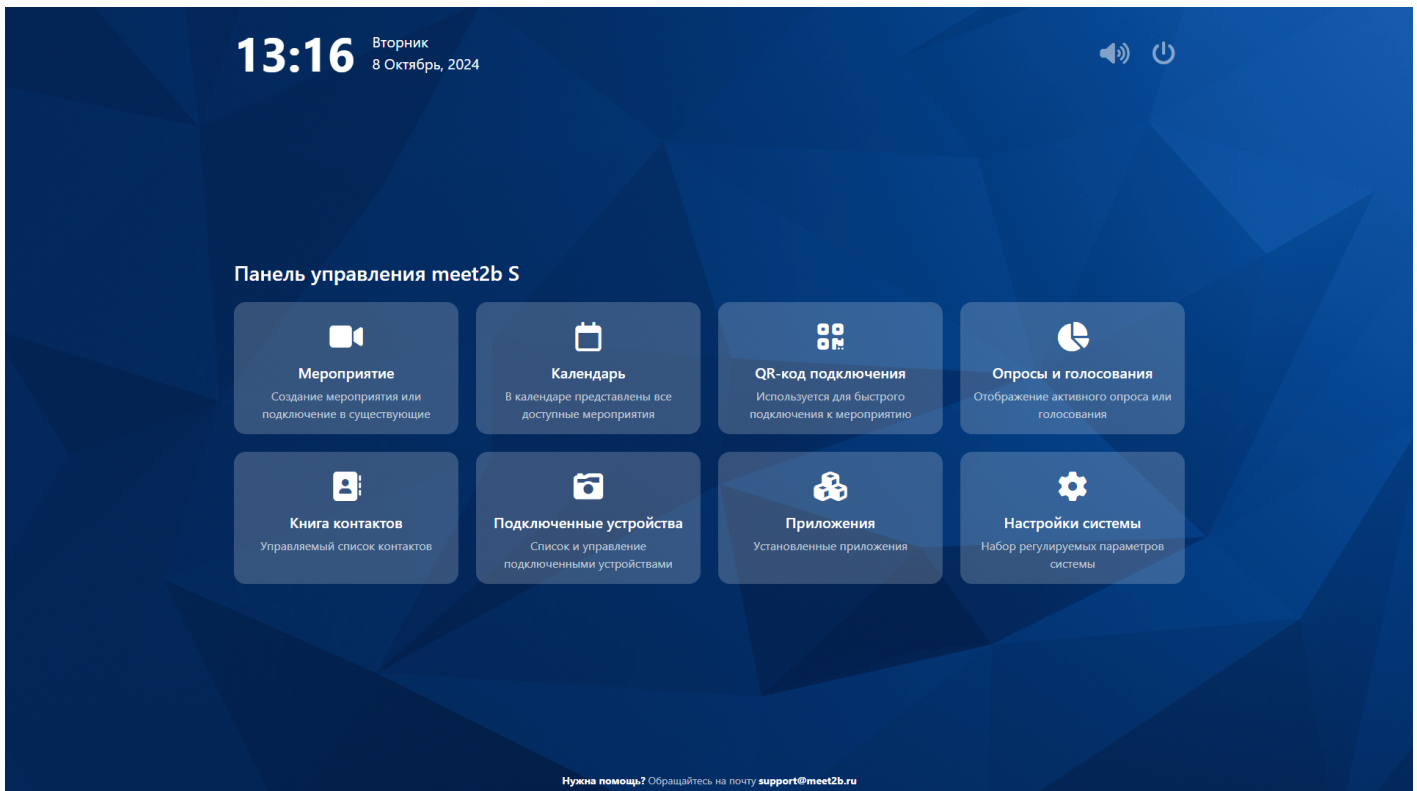 13:16
Вторник
8 Октябрь, 2024
Панель управления meet2b S
Мероприятие
Создание мероприятия или
подключение в существующие
Календарь
В календаре представлены все
доступные мероприятия
QR-код подключения
Используется для быстрого
подключения к мероприятию
Опросы и голосования
Отображение активного опроса или
голосования
Книга контактов
Управляемый список контактов
Подключенные устройства
Список и управление
подключенными устройствами
Приложения
Установленные приложения
Настройки системы
Набор регулируемых параметров
системы
Нужна помощь? Обращайтесь на почту support@meet2b.ru